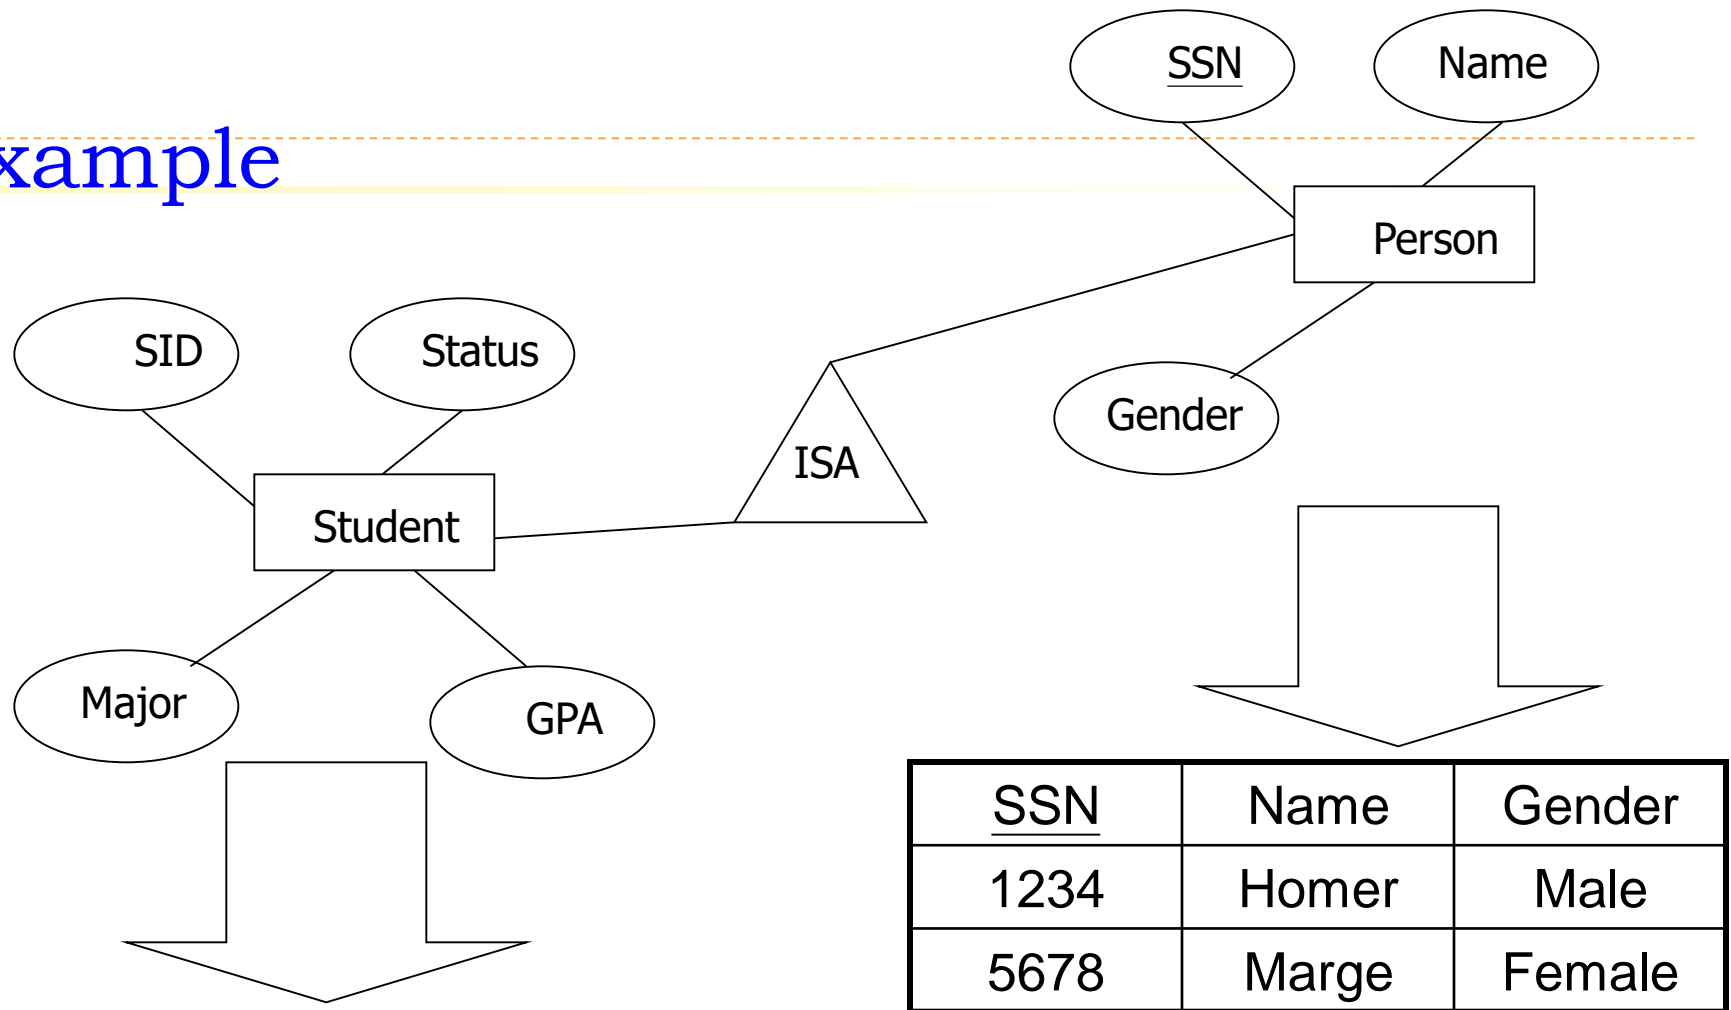 SSN
Name
xample
Person
SID
Status
Gender
ISA
Student
Major
GPA
SSN Name Gender
1234 Homer Male
5678 Marge Female